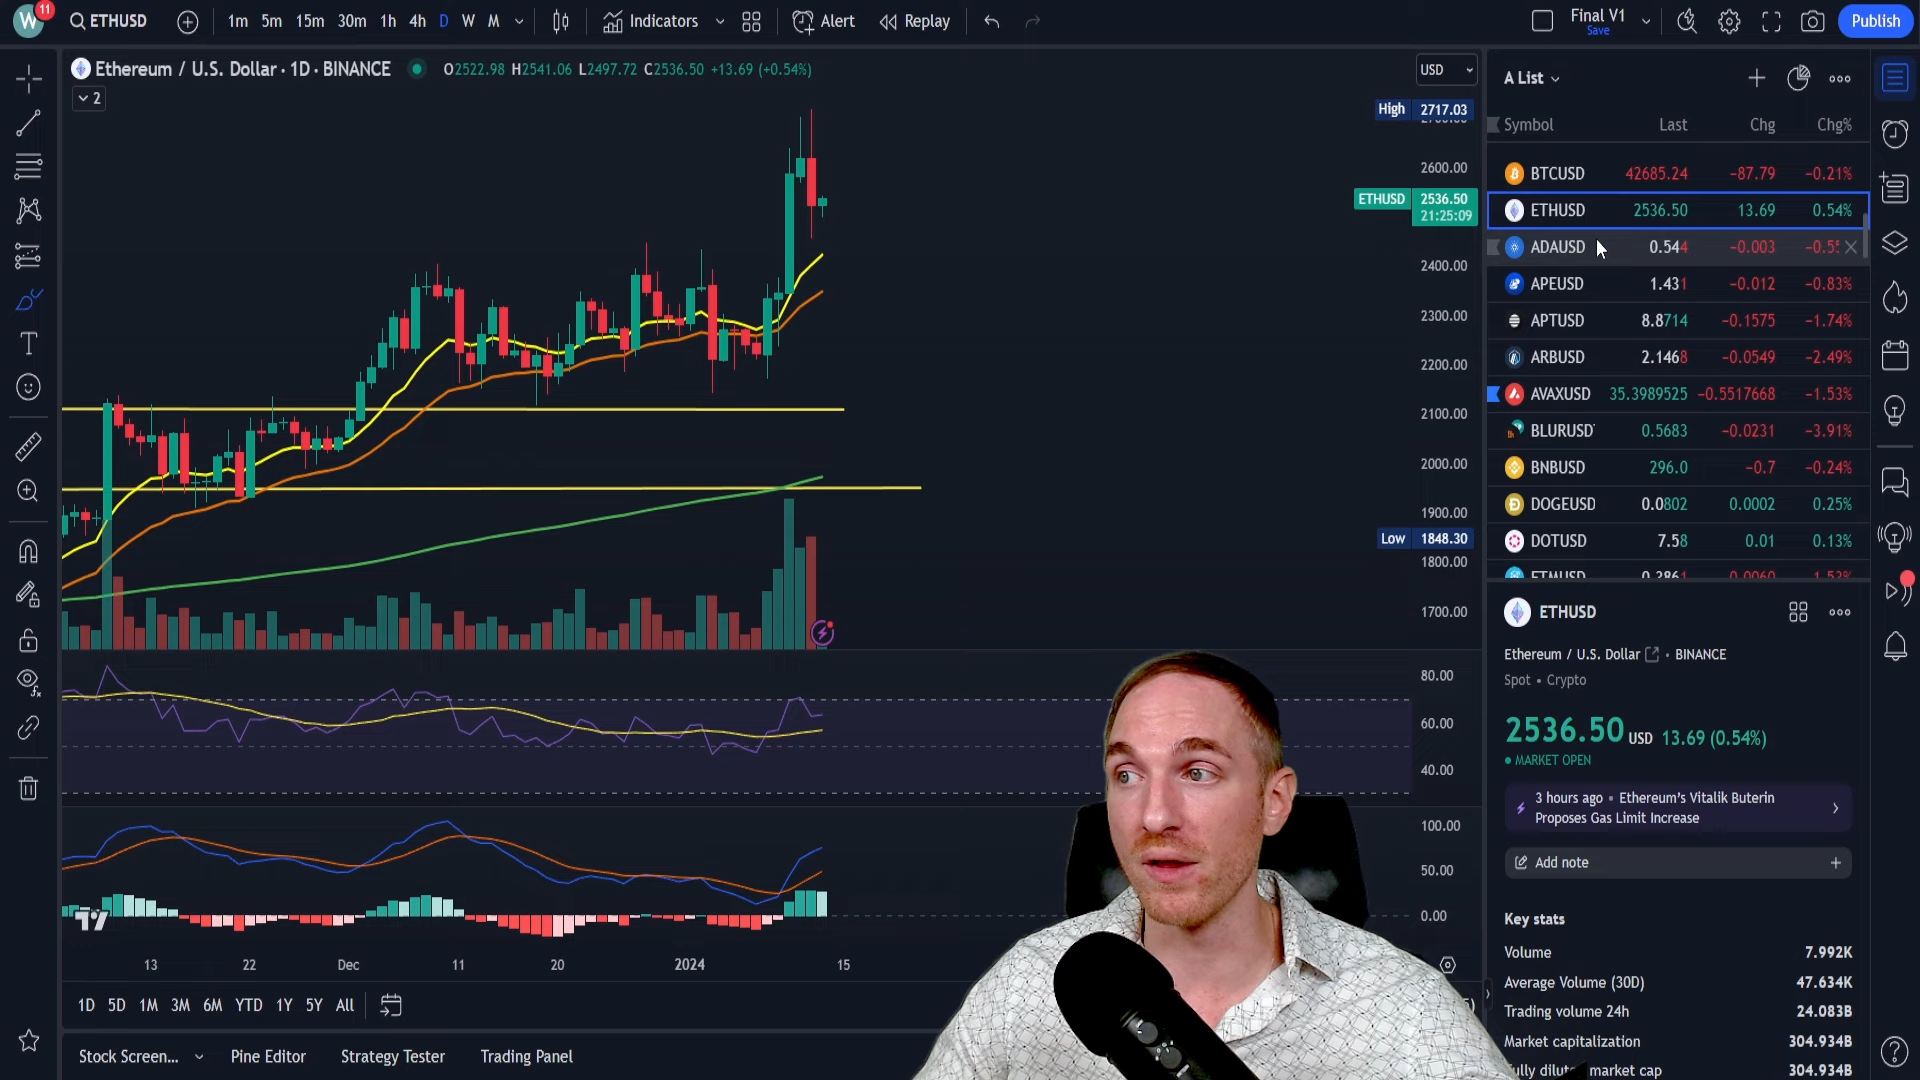 W 11 ETHUSD 1m 5m 15m 30m 1h 4h D W M Indicators Alert Replay Final V1 Save Publish
Ethereum / U.S. Dollar · 1D · BINANCE O2522.98 H2541.06 L2497.72 C2536.50 +13.69 (+0.54%) USD
2
High 2717.03
2600.00
ETHUSD 2536.50
21:25:09
2400.00
2300.00
2200.00
2100.00
2000.00
1900.00
Low 1848.30
1800.00
1700.00
80.00
60.00
40.00
100.00
50.00
0.00
13 22 Dec 11 20 2024 15
1D 5D 1M 3M 6M YTD 1Y 5Y All
Stock Screen... Pine Editor Strategy Tester Trading Panel
A List
Symbol Last Chg Chg%
BTCUSD 42685.24 −87.79 −0.21%
ETHUSD 2536.50 13.69 0.54%
ADAUSD 0.544 −0.003
APEUSD 1.431 −0.012 −0.83%
APTUSD 8.8714 −0.1575 −1.74%
ARBUSD 2.1468 −0.0549 −2.49%
AVAXUSD 35.3989525 −0.5517668 −1.53%
BLURUSD 0.5683 −0.0231 −3.91%
BNBUSD 296.0 −0.7 −0.24%
DOGEUSD 0.0802 0.0002 0.25%
DOTUSD 7.58 0.01 0.13%
ETHUSD
Ethereum / U.S. Dollar • BINANCE
Spot • Crypto
2536.50 USD 13.69 (0.54%)
MARKET OPEN
3 hours ago • Ethereum's Vitalik Buterin
Proposes Gas Limit Increase
Add note
Key stats
Volume 7.992K
Average Volume (30D) 47.634K
Trading volume 24h 24.083B
Market capitalization 304.934B
market cap 304.934B